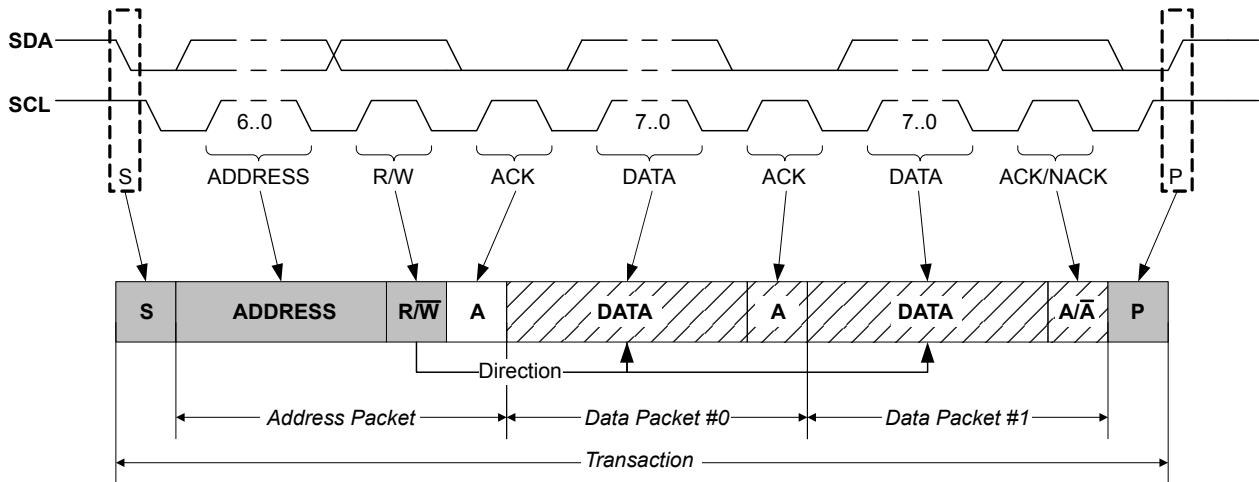 SDA
SCL
6..0 7..0 7..0
S ADDRESS R/W ACK DATA ACK DATA ACK/NACK P
S ADDRESS R/W̅ A DATA A DATA A/A̅ P
Direction
Address Packet Data Packet #0 Data Packet #1
Transaction